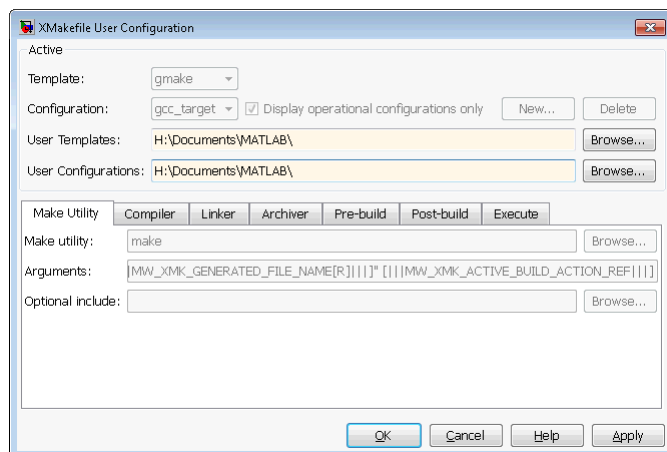 XMakefile User Configuration
Active
Template: gmake
Configuration: gcc_target Display operational configurations only New... Delete
User Templates: H:\Documents\MATLAB\ Browse...
User Configurations: H:\Documents\MATLAB\ Browse...
Make Utility Compiler Linker Archiver Pre-build Post-build Execute
Make utility: make Browse...
Arguments: |MW_XMK_GENERATED_FILE_NAME[R]|||]" [|||MW_XMK_ACTIVE_BUILD_ACTION_REF|||]
Optional include: Browse...
OK Cancel Help Apply